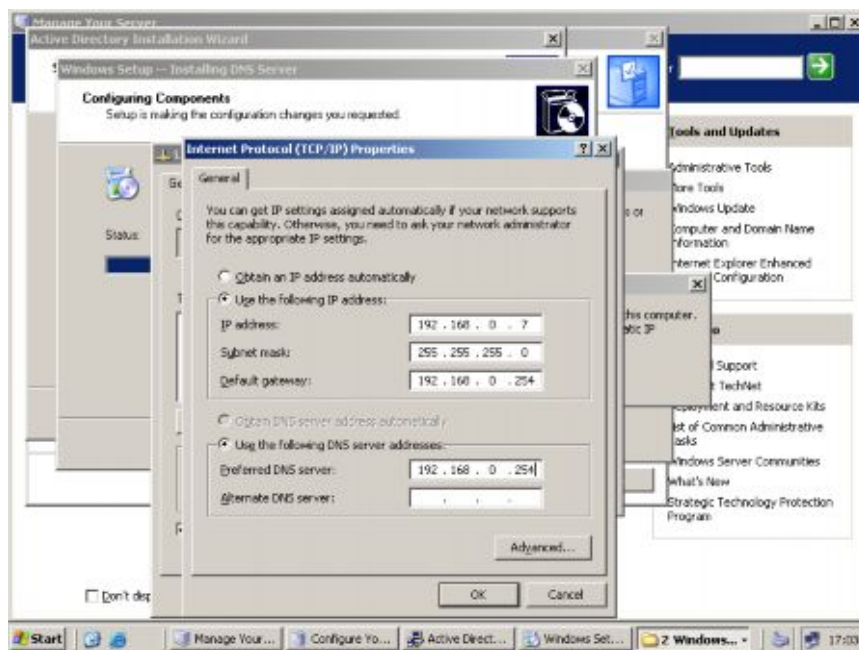 Manage Your Server
Active Directory Installation Wizard
Windows Setup -- Installing DNS Server
Configuring Components
Setup is making the configuration changes you requested.
Status:
Internet Protocol (TCP/IP) Properties
General
You can get IP settings assigned automatically if your network supports
this capability. Otherwise, you need to ask your network administrator
for the appropriate IP settings.
Obtain an IP address automatically
Use the following IP address:
IP address:
192 . 168 . 0 . 7
Subnet mask:
255 . 255 . 255 . 0
Default gateway:
192 . 168 . 0 . 254
Obtain DNS server address automatically
Use the following DNS server addresses:
Preferred DNS server:
192 . 168 . 0 . 254
Alternate DNS server:
Advanced...
OK
Cancel
this computer.
Tools and Updates
Administrative Tools
More Tools
Windows Update
Computer and Domain Name
Information
Internet Explorer Enhanced
Configuration
Support
TechNet
Deployment and Resource Kits
List of Common Administrative
Tasks
Windows Server Communities
What's New
Strategic Technology Protection
Program
Don't
Start
Manage Your...
Configure Yo...
Active Direct...
Windows Set...
2 Windows...
17:03